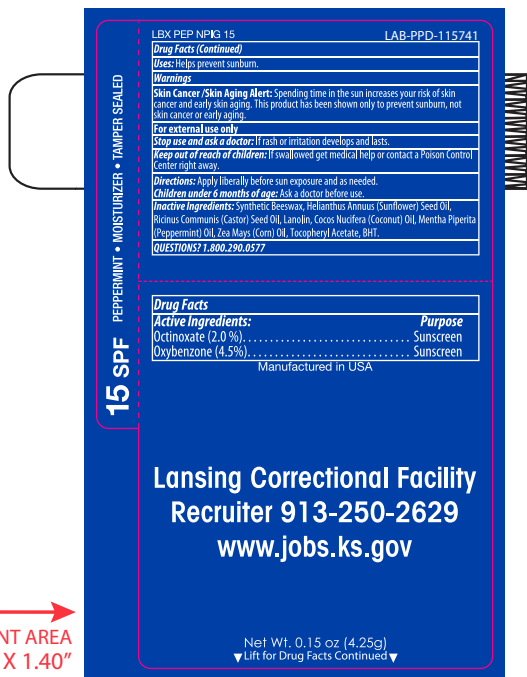 LBX PEP NPIG 15
LAB-PPD-115741
Drug Facts (Continued)
Uses: Helps prevent sunburn.
Warnings
Skin Cancer /Skin Aging Alert: Spending time in the sun increases your risk of skin
cancer and early skin aging. This product has been shown only to prevent sunburn, not
skin cancer or early aging.
For external use only
Stop use and ask a doctor: If rash or irritation develops and lasts.
Keep out of reach of children: If swallowed get medical help or contact a Poison Control
Center right away.
Directions: Apply liberally before sun exposure and as needed.
Children under 6 months of age: Ask a doctor before use.
Inactive Ingredients: Synthetic Beeswax, Helianthus Annuus (Sunflower) Seed Oil,
Ricinus Communis (Castor) Seed Oil, Lanolin, Cocos Nucifera (Coconut) Oil, Mentha Piperita
(Peppermint) Oil, Zea Mays (Corn) Oil, Tocopheryl Acetate, BHT.
QUESTIONS? 1.800.290.0577
15 SPF PEPPERMINT • MOISTURIZER • TAMPER SEALED
Drug Facts
Active Ingredients: Purpose
Octinoxate (2.0 %). . . . . . . . . . . . . . . . . . . . . . . . . . . . . . . Sunscreen
Oxybenzone (4.5%). . . . . . . . . . . . . . . . . . . . . . . . . . . . . . Sunscreen
Manufactured in USA
Lansing Correctional Facility
Recruiter 913-250-2629
www.jobs.ks.gov
NT AREA
X 1.40"
Net Wt. 0.15 oz (4.25g)
▼Lift for Drug Facts Continued▼